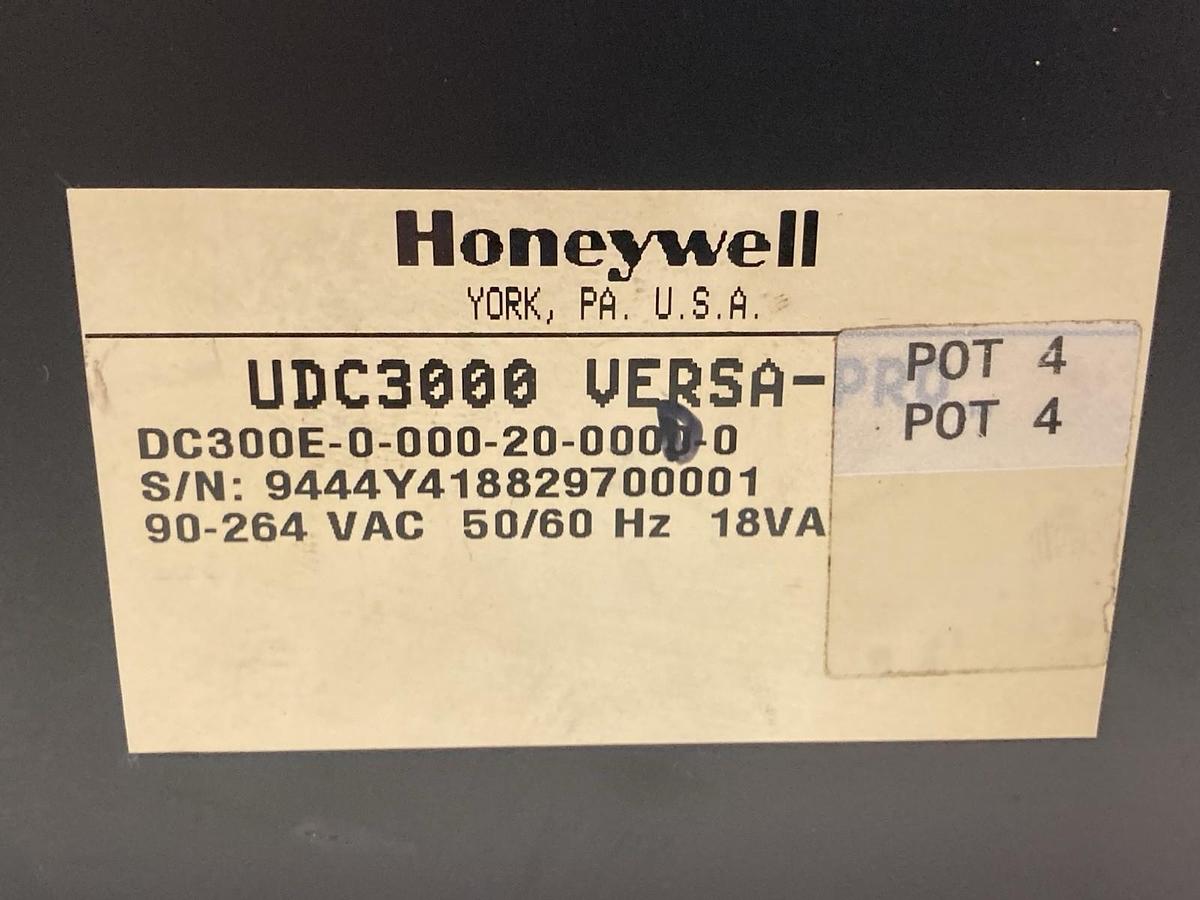 Honeywell
YORK, PA. U.S.A.
UDC3000 VERSA-PRO
POT 4
POT 4
DC300E-0-000-20-0000-0
S/N: 9444Y418829700001
90-264 VAC 50/60 Hz 18VA